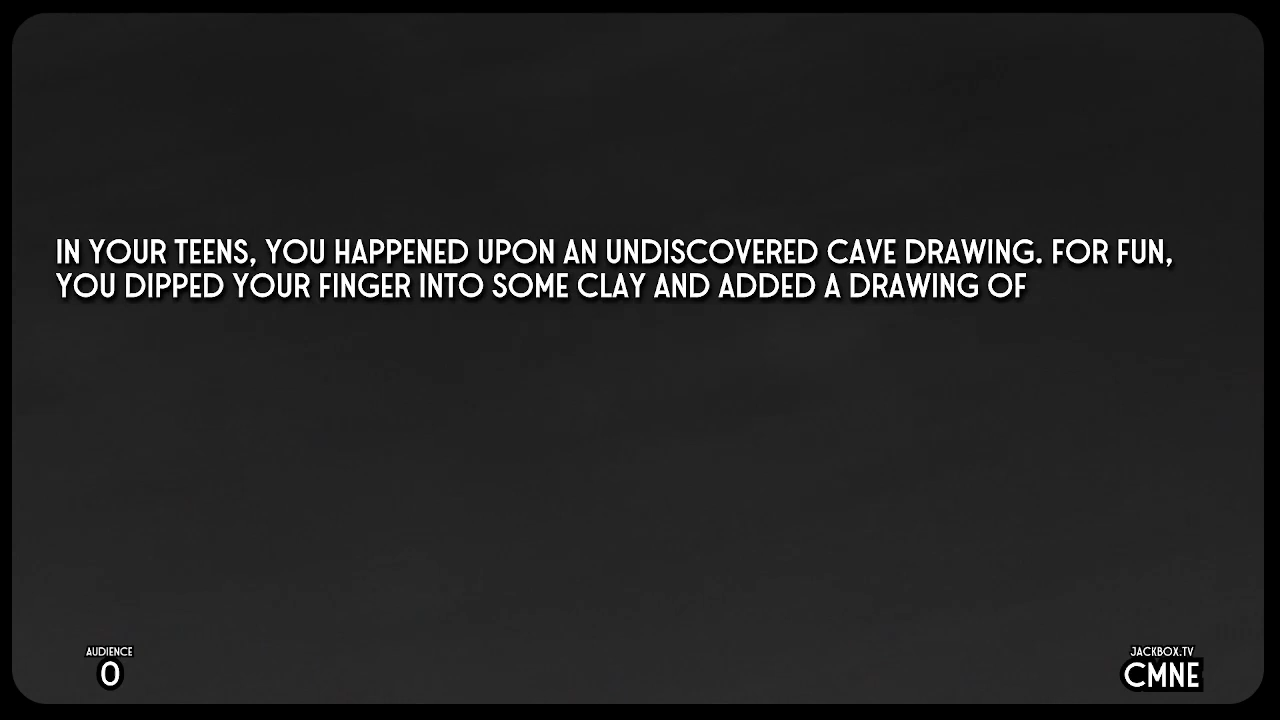 IN YOUR TEENS, YOU HAPPENED UPON AN UNDISCOVERED CAVE DRAWING. FOR FUN,
YOU DIPPED YOUR FINGER INTO SOME CLAY AND ADDED A DRAWING OF
AUDIENCE
0
JACKBOX.TV
CMNE